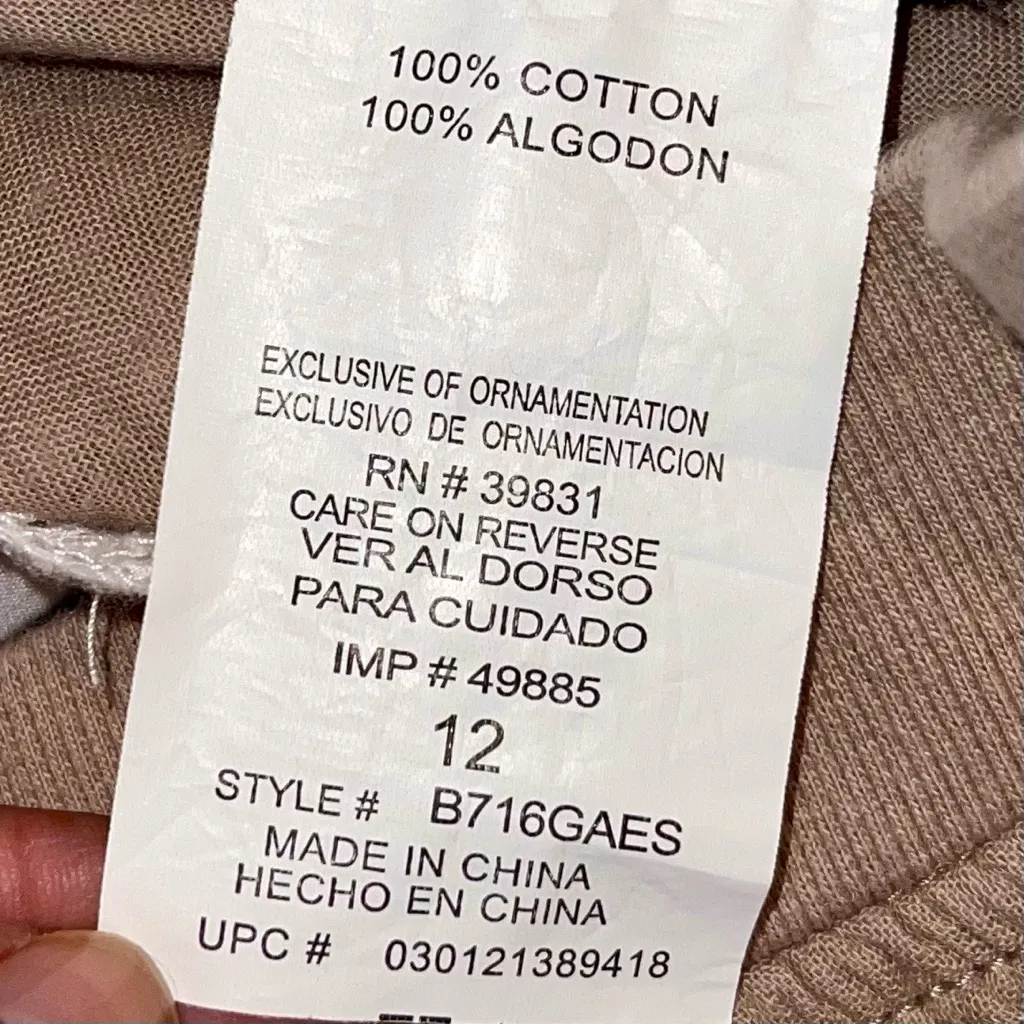 100% COTTON
100% ALGODON
EXCLUSIVE OF ORNAMENTATION
EXCLUSIVO DE ORNAMENTACION
RN # 39831
CARE ON REVERSE
VER AL DORSO
PARA CUIDADO
IMP # 49885
12
STYLE # B716GAES
MADE IN CHINA
HECHO EN CHINA
UPC # 030121389418